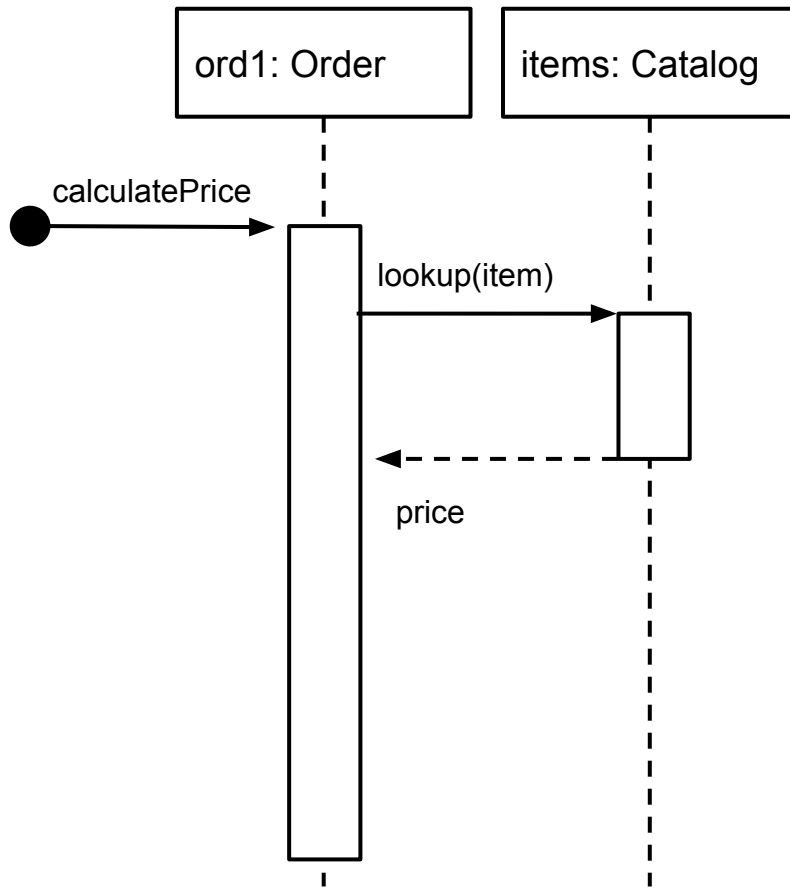 ord1: Order
items: Catalog
calculatePrice
lookup(item)
price